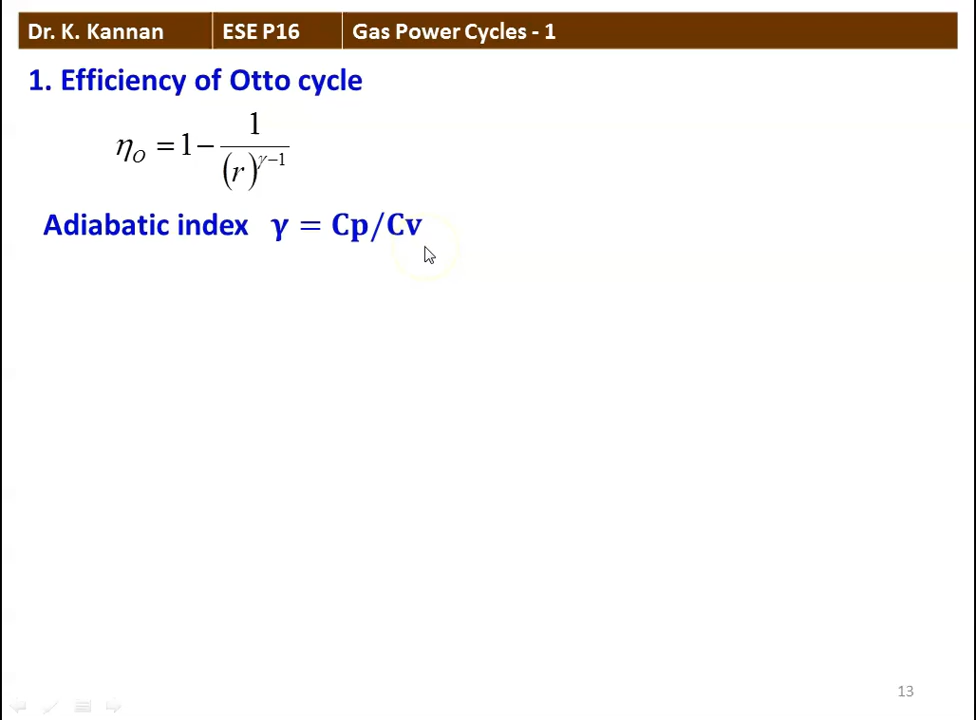 Dr. K. Kannan ESE P16 Gas Power Cycles - 1
1. Efficiency of Otto cycle
η_O = 1 − 1/(r)^(γ−1)
Adiabatic index γ = Cp/Cv
13